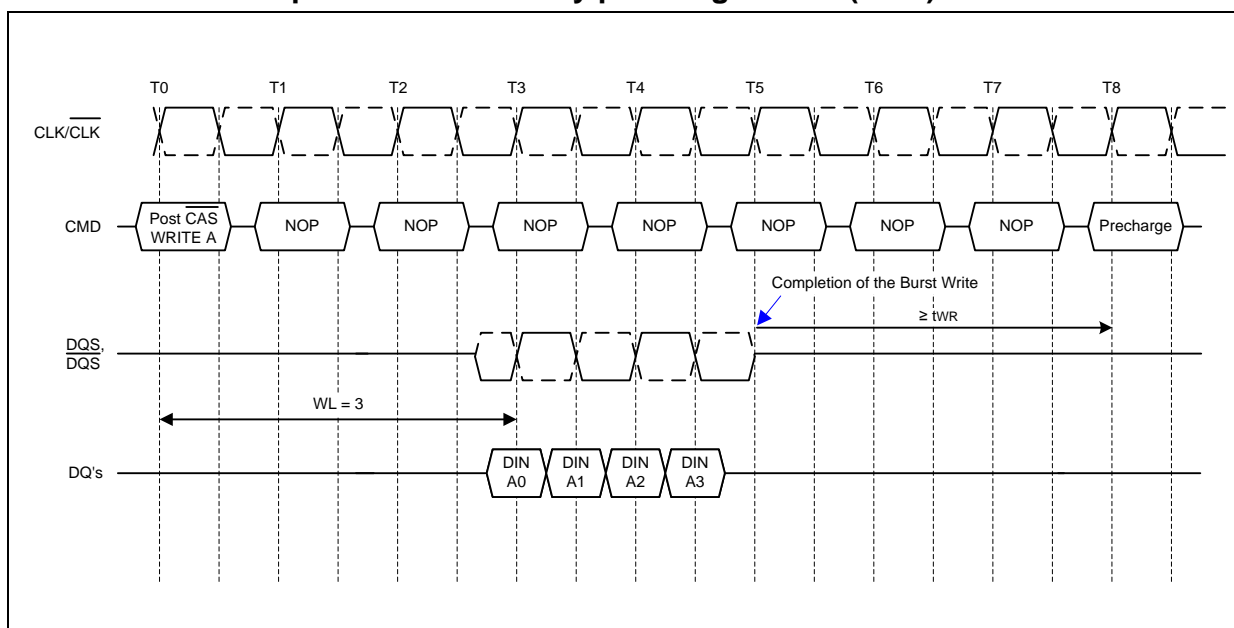 T0 T1 T2 T3 T4 T5 T6 T7 T8
CLK/CLK
CMD
Post CAS
WRITE A
NOP NOP NOP NOP NOP NOP NOP Precharge
Completion of the Burst Write
≥ tWR
DQS,
DQS
WL = 3
DQ's
DIN
A0
DIN
A1
DIN
A2
DIN
A3